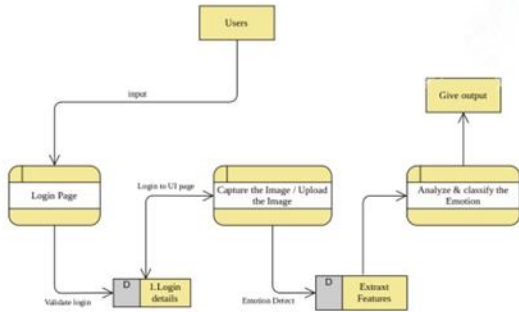 Users
input
Give output
Login Page
Login to UI page
Capture the Image / Upload
the Image
Analyze & classify the
Emotion
D
1.Login
details
Validate login
Emotion Detect
D
Extraxt
Features